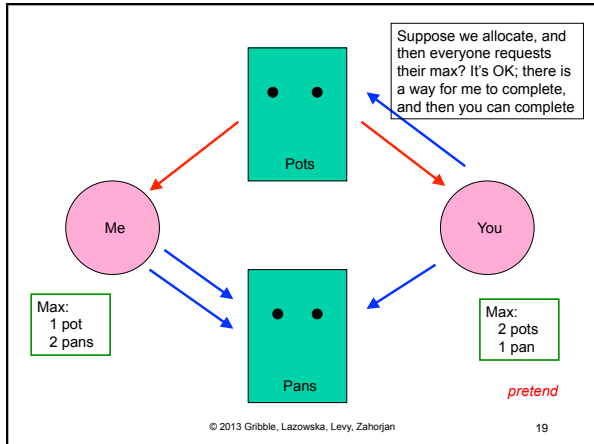 Suppose we allocate, and
then everyone requests
their max? It's OK; there is
a way for me to complete,
and then you can complete
Pots
Me
You
Max:
1 pot
2 pans
Max:
2 pots
1 pan
Pans
pretend
© 2013 Gribble, Lazowska, Levy, Zahorjan
19